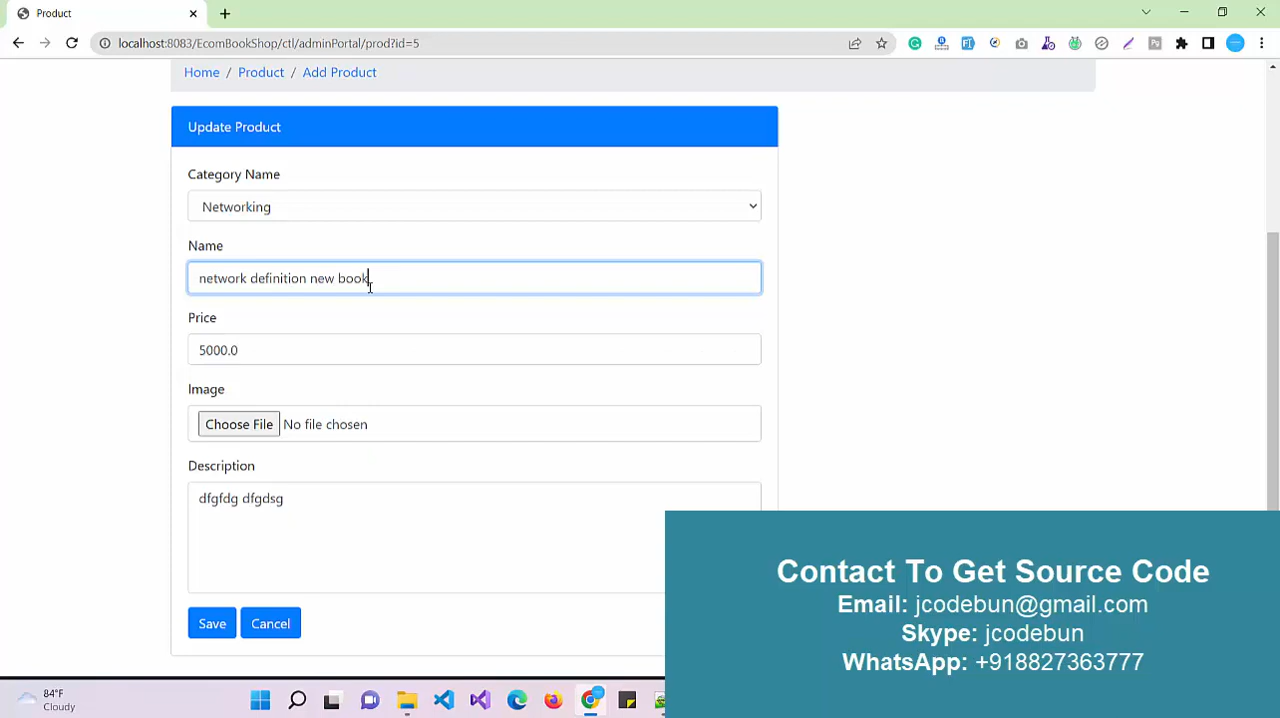 Product
localhost:8083/EcomBookShop/ctl/adminPortal/prod?id=5
Home / Product / Add Product
Update Product
Category Name
Networking
Name
network definition new book
Price
5000.0
Image
Choose File No file chosen
Description
dfgfdg dfgdsg
Save Cancel
Contact To Get Source Code
Email: jcodebun@gmail.com
Skype: jcodebun
WhatsApp: +918827363777
84°F
Cloudy